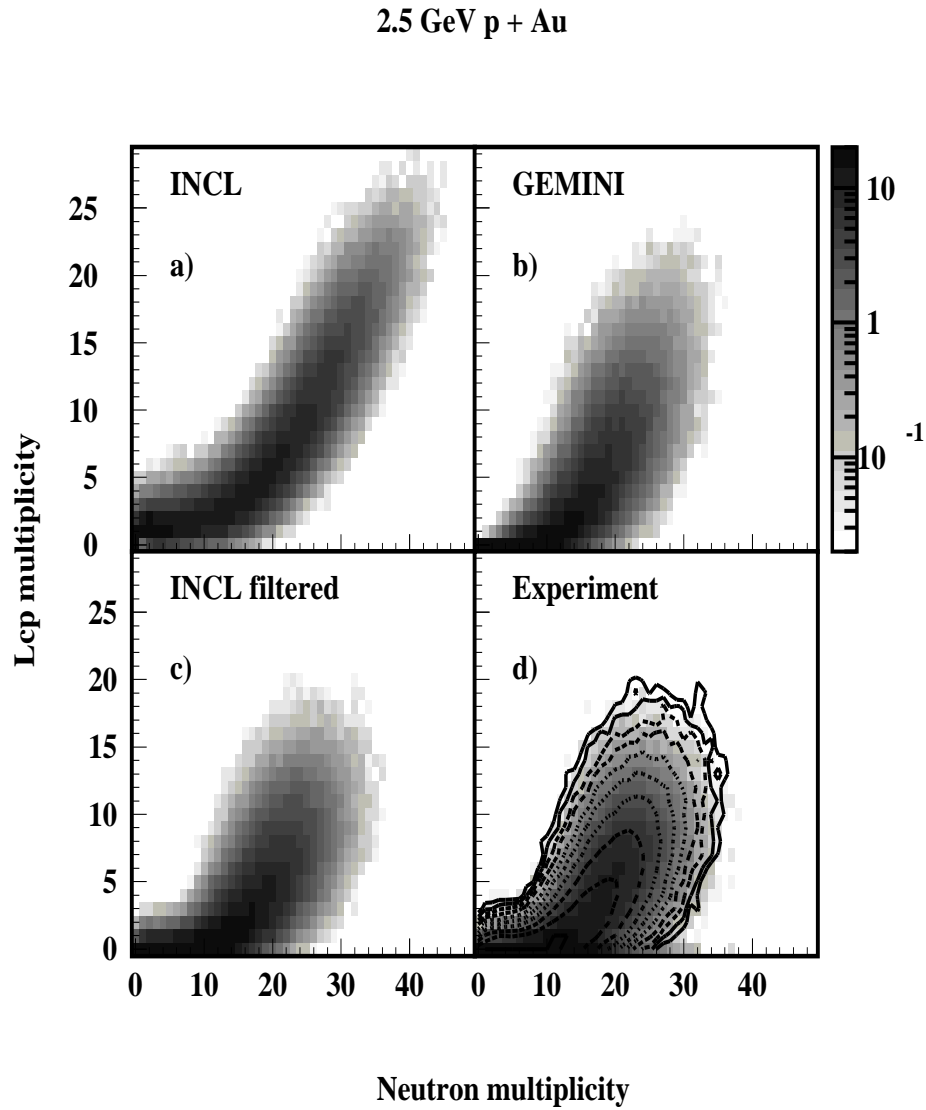 2.5 GeV p + Au
INCL
GEMINI
a)
b)
25
20
15
10
5
0
10
1
10
-1
INCL filtered
Experiment
c)
d)
25
20
15
10
5
0
0 10 20 30 40
0 10 20 30 40
Lcp multiplicity
Neutron multiplicity